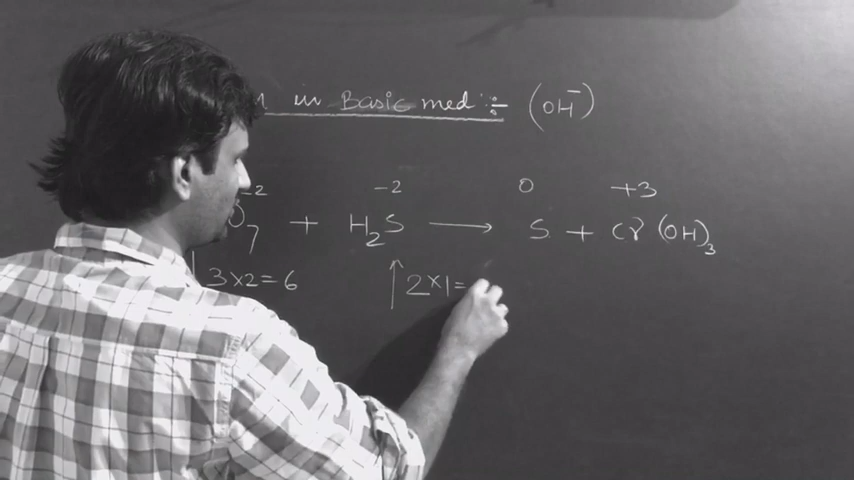 in Basic med :- (OH⁻)
-2 -2 0 +3
O7 + H2S → S + Cr(OH)3
3×2=6 ↑2×1=